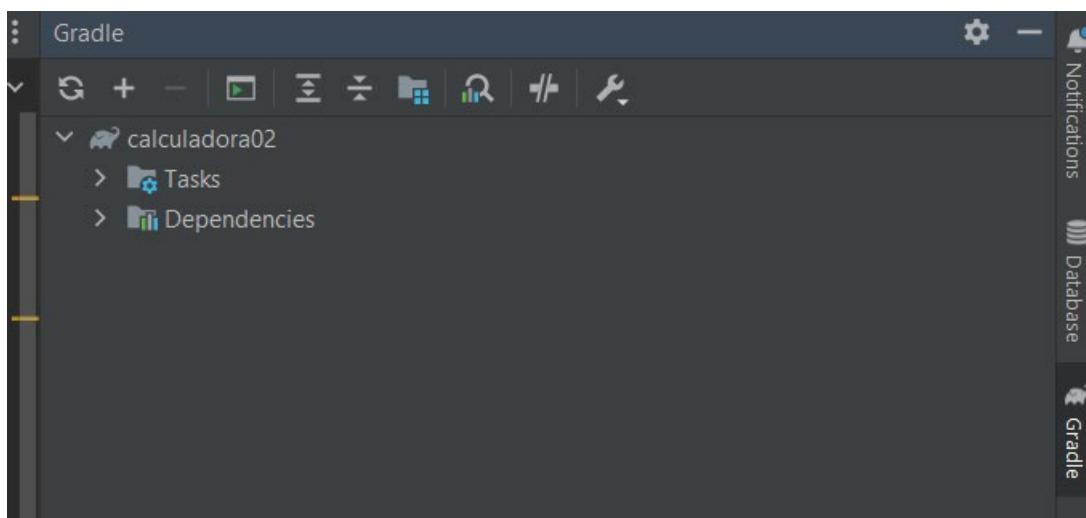 Gradle
calculadora02
Tasks
Dependencies
Notifications
Database
Gradle